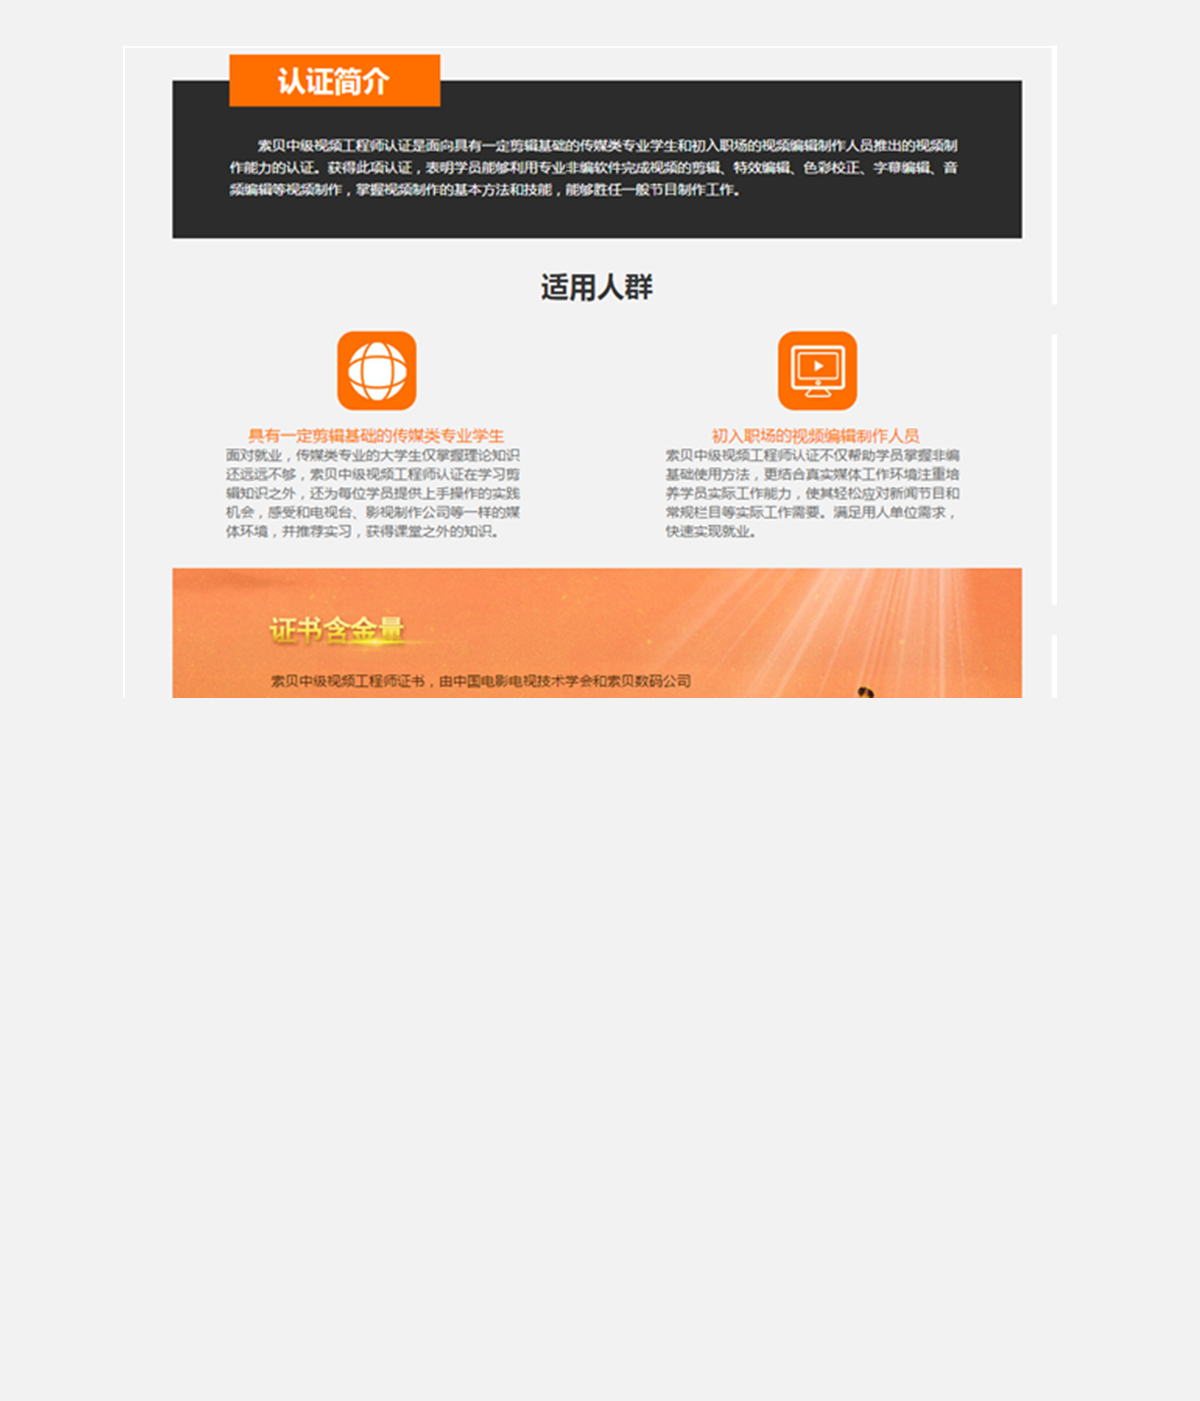 认证简介
索贝中级视频工程师认证是面向具有一定剪辑基础的传媒类专业学生和初入职场的视频编辑制作人员推出的视频制
作能力的认证。获得此项认证，表明学员能够利用专业非编软件完成视频的剪辑、特效编辑、色彩校正、字幕编辑、音
频编辑等视频制作，掌握视频制作的基本方法和技能，能够胜任一般节目制作工作。
适用人群
具有一定剪辑基础的传媒类专业学生
面对就业，传媒类专业的大学生仅掌握理论知识
还远远不够，索贝中级视频工程师认证在学习剪
辑知识之外，还为每位学员提供上手操作的实践
机会，感受和电视台、影视制作公司等一样的媒
体环境，并推荐实习，获得课堂之外的知识。
初入职场的视频编辑制作人员
索贝中级视频工程师认证不仅帮助学员掌握非编
基础使用方法，更结合真实媒体工作环境注重培
养学员实际工作能力，使其轻松应对新闻节目和
常规栏目等实际工作需要。满足用人单位需求，
快速实现就业。
证书含金量
索贝中级视频工程师证书，由中国电影电视技术学会和索贝数码公司